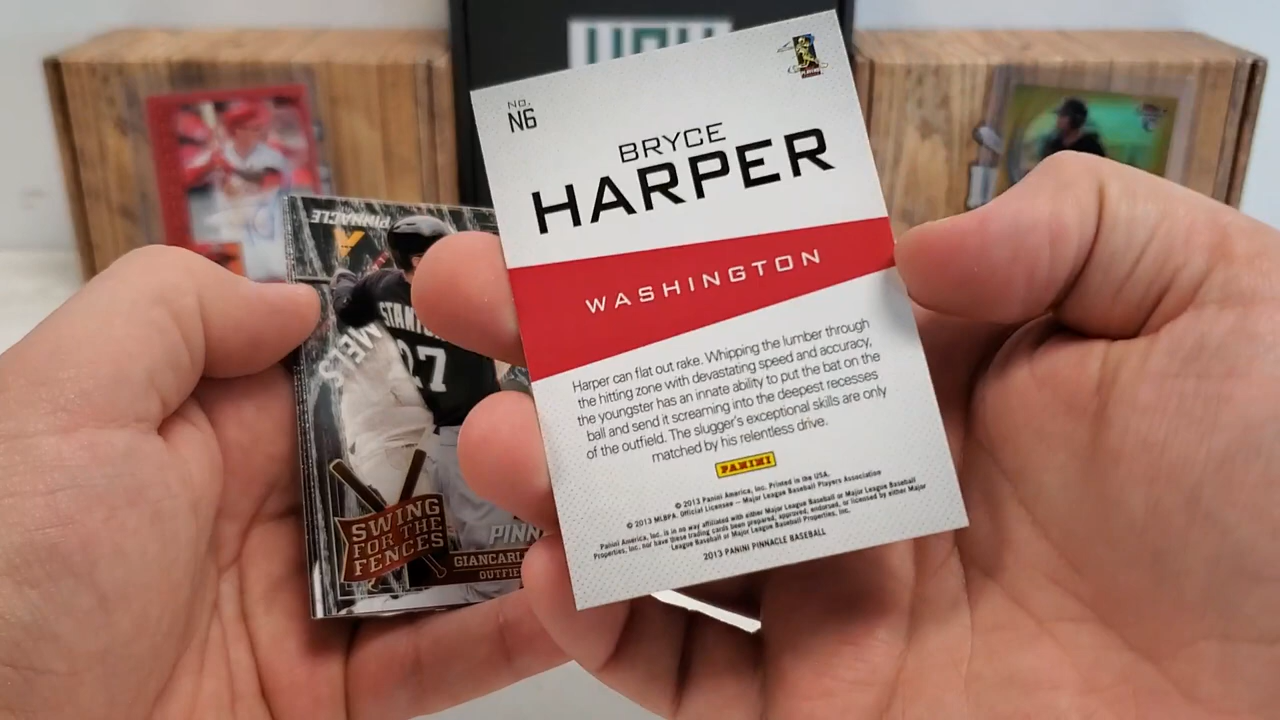 No.
N6
BRYCE
HARPER
WASHINGTON
Harper can flat out rake. Whipping the lumber through
the hitting zone with devastating speed and accuracy,
the youngster has an innate ability to put the bat on the
ball and send it screaming into the deepest recesses
of the outfield. The slugger's exceptional skills are only
matched by his relentless drive.
PANINI
© 2013 Panini America, Inc. Printed in the USA.
© 2013 MLBPA. Official Licensee – Major League Baseball Players Association
Panini America, Inc. is in no way affiliated with either Major League Baseball or Major League Baseball
Properties, Inc. nor have these trading cards been prepared, approved, endorsed, or licensed by either Major
League Baseball or Major League Baseball Properties, Inc.
2013 PANINI PINNACLE BASEBALL
PINNACLE
27
SWING
FOR THE
FENCES
PINN
GIANCARL
OUTFIE